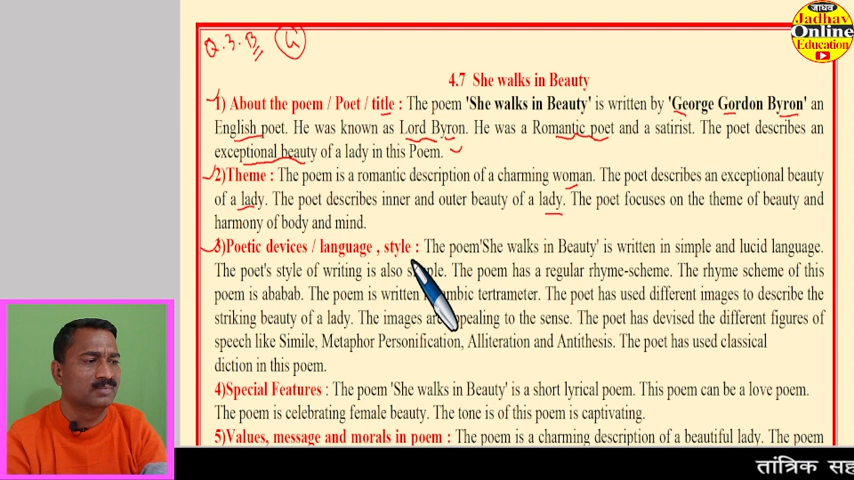 Q.3.B
जाधव
Jadhav
Online
Education
4.7 She walks in Beauty
1) About the poem / Poet / title : The poem 'She walks in Beauty' is written by 'George Gordon Byron' an
English poet. He was known as Lord Byron. He was a Romantic poet and a satirist. The poet describes an
exceptional beauty of a lady in this Poem.
2)Theme : The poem is a romantic description of a charming woman. The poet describes an exceptional beauty
of a lady. The poet describes inner and outer beauty of a lady. The poet focuses on the theme of beauty and
harmony of body and mind.
3)Poetic devices / language , style : The poem'She walks in Beauty' is written in simple and lucid language.
The poet's style of writing is also The poem has a regular rhyme-scheme. The rhyme scheme of this
poem is ababab. The poem is written tertrameter. The poet has used different images to describe the
striking beauty of a lady. The images are appealing to the sense. The poet has devised the different figures of
speech like Simile, Metaphor Personification, Alliteration and Antithesis. The poet has used classical
diction in this poem.
4)Special Features : The poem 'She walks in Beauty' is a short lyrical poem. This poem can be a love poem.
The poem is celebrating female beauty. The tone is of this poem is captivating.
5)Values, message and morals in poem : The poem is a charming description of a beautiful lady. The poem
तांत्रिक